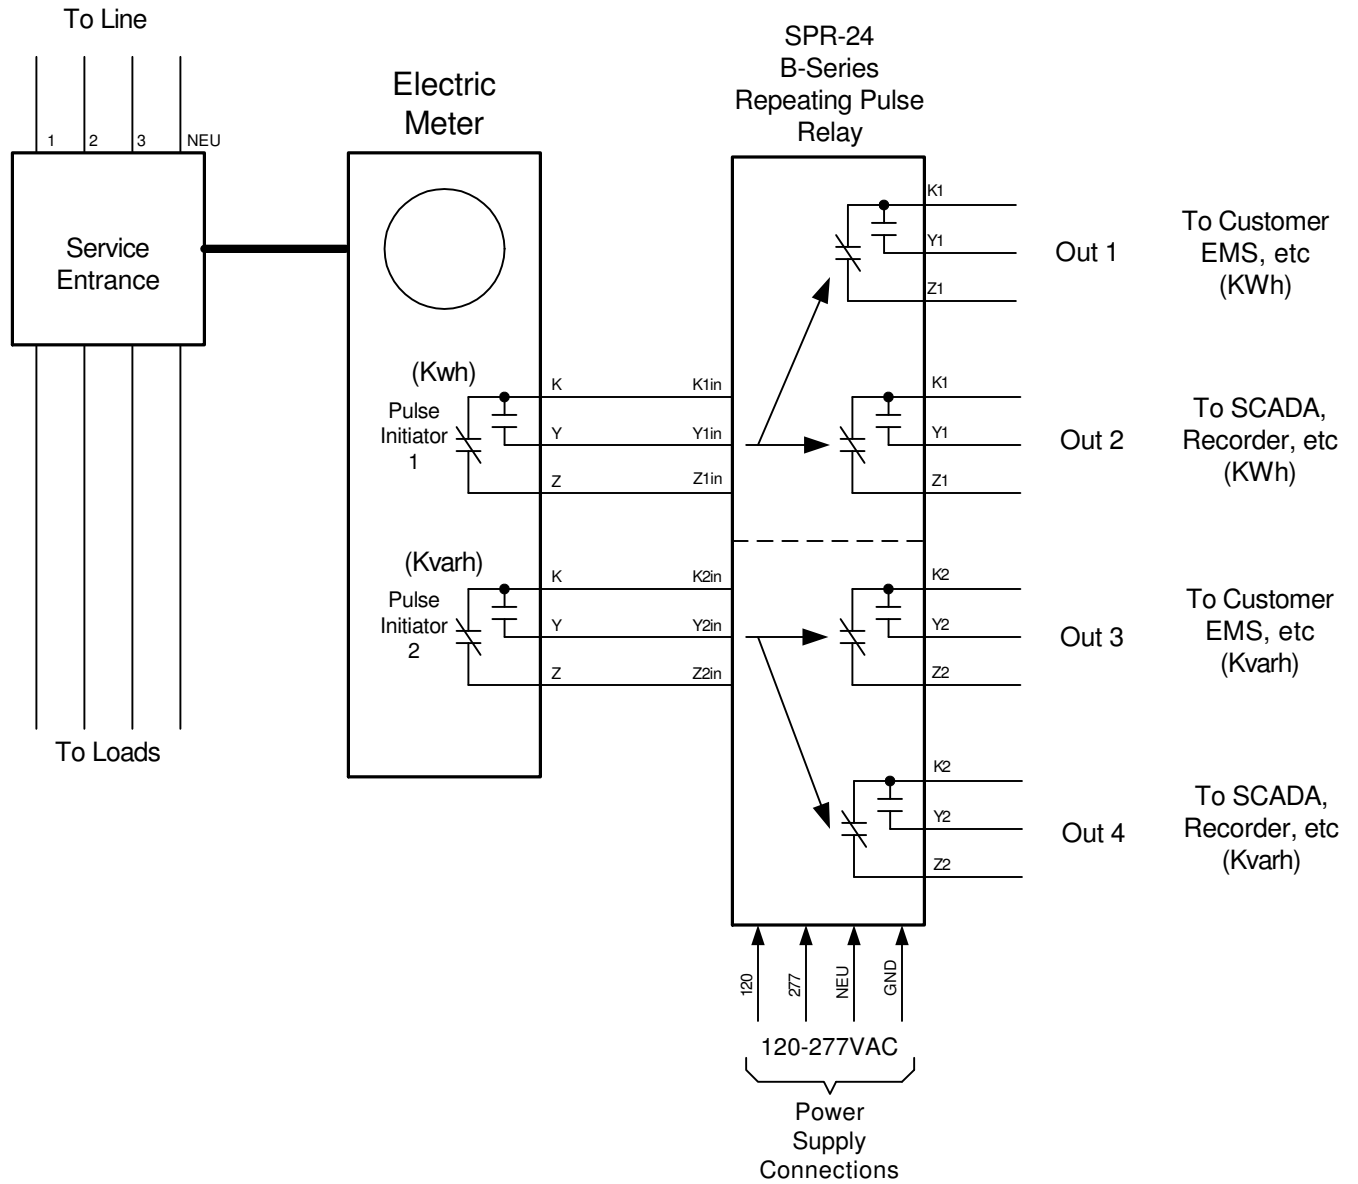 To Line
1
2
3
NEU
Service
Entrance
To Loads
Electric
Meter
(Kwh)
Pulse
Initiator
1
K
Y
Z
(Kvarh)
Pulse
Initiator
2
K
Y
Z
SPR-24
B-Series
Repeating Pulse
Relay
K1in
Y1in
Z1in
K2in
Y2in
Z2in
K1
Y1
Z1
Out 1
To Customer
EMS, etc
(KWh)
K1
Y1
Z1
Out 2
To SCADA,
Recorder, etc
(KWh)
K2
Y2
Z2
Out 3
To Customer
EMS, etc
(Kvarh)
K2
Y2
Z2
Out 4
To SCADA,
Recorder, etc
(Kvarh)
120
277
NEU
GND
120-277VAC
Power
Supply
Connections